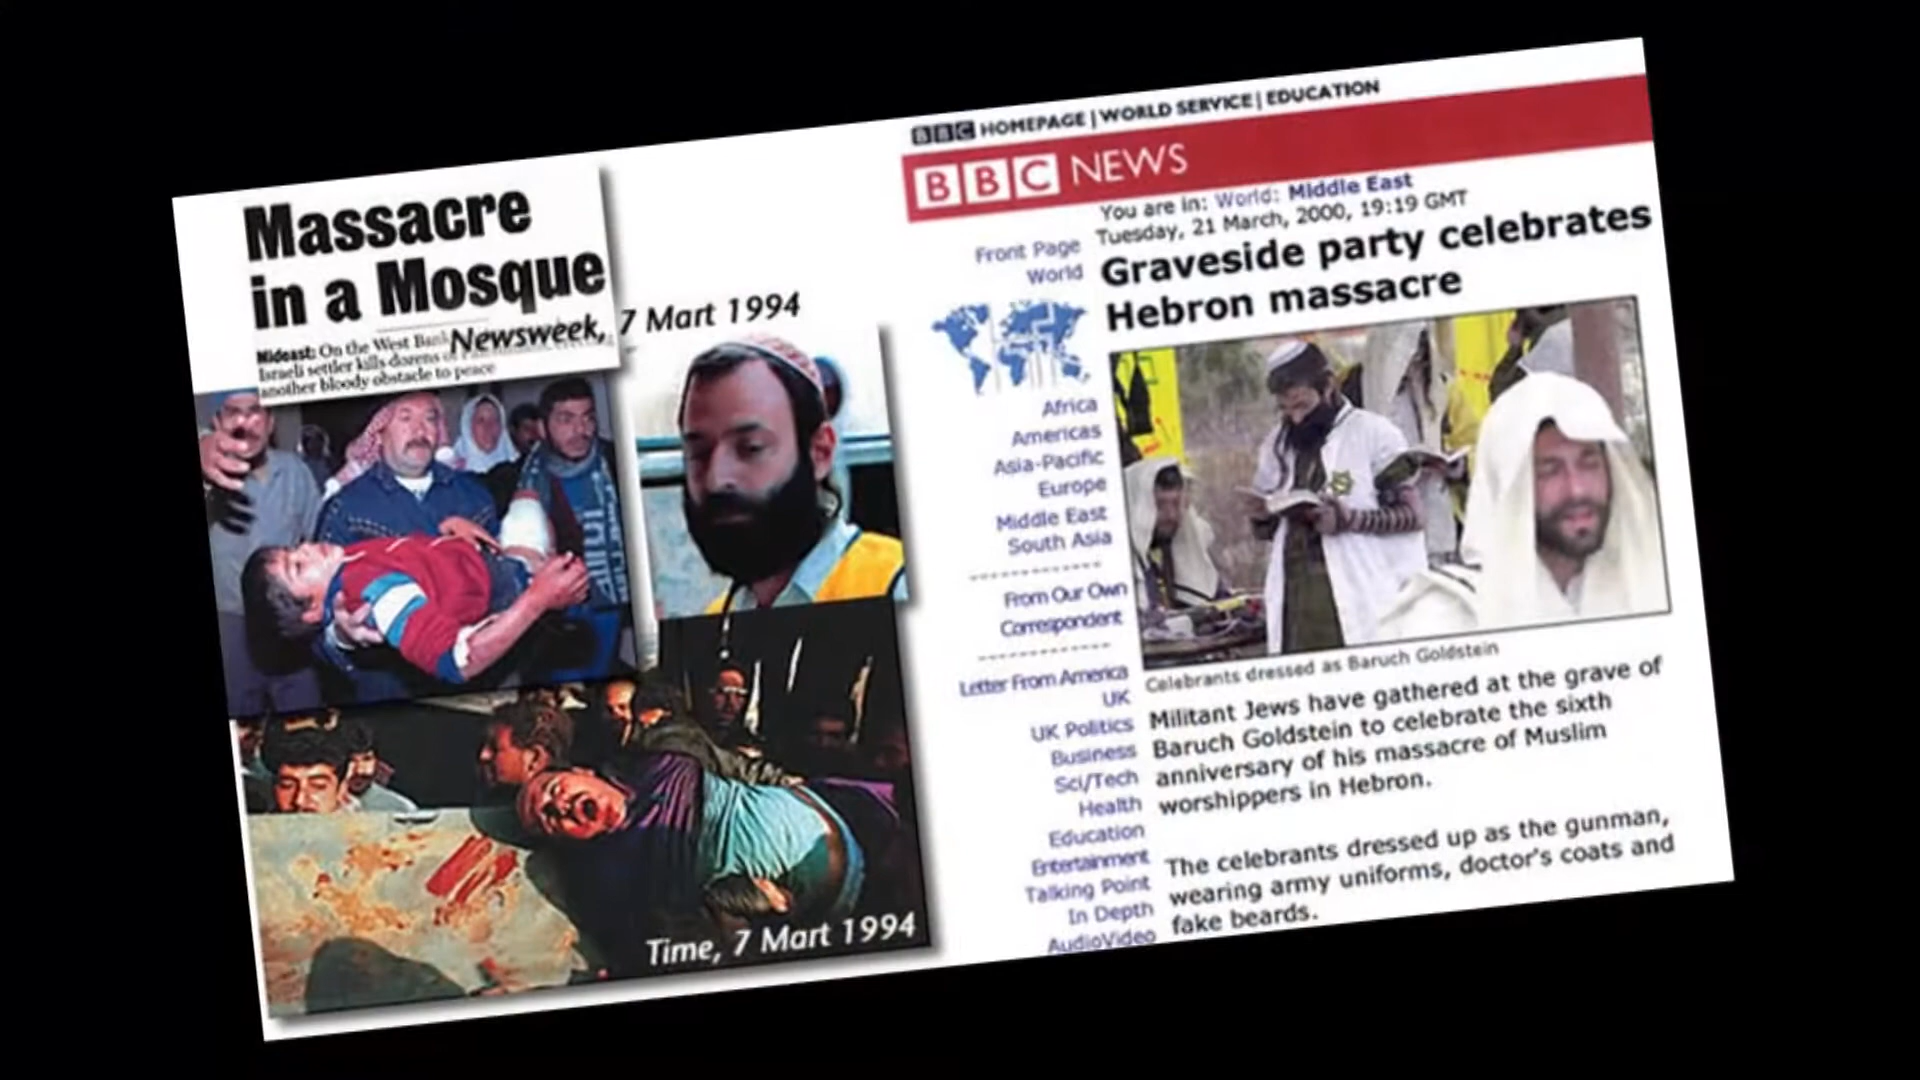 Massacre
in a Mosque
Newsweek, 7 Mart 1994
Mideast: On the West Bank
Israeli settler kills dozens
another bloody obstacle to peace
Time, 7 Mart 1994
BBC HOMEPAGE | WORLD SERVICE | EDUCATION
BBC NEWS
You are in: World: Middle East
Tuesday, 21 March, 2000, 19:19 GMT
Graveside party celebrates
Hebron massacre
Front Page
World
Africa
Americas
Asia-Pacific
Europe
Middle East
South Asia
-------------
From Our Own
Correspondent
-------------
Letter From America
UK
UK Politics
Business
Sci/Tech
Health
Education
Entertainment
Talking Point
In Depth
AudioVideo
Celebrants dressed as Baruch Goldstein
Militant Jews have gathered at the grave of
Baruch Goldstein to celebrate the sixth
anniversary of his massacre of Muslim
worshippers in Hebron.
The celebrants dressed up as the gunman,
wearing army uniforms, doctor's coats and
fake beards.